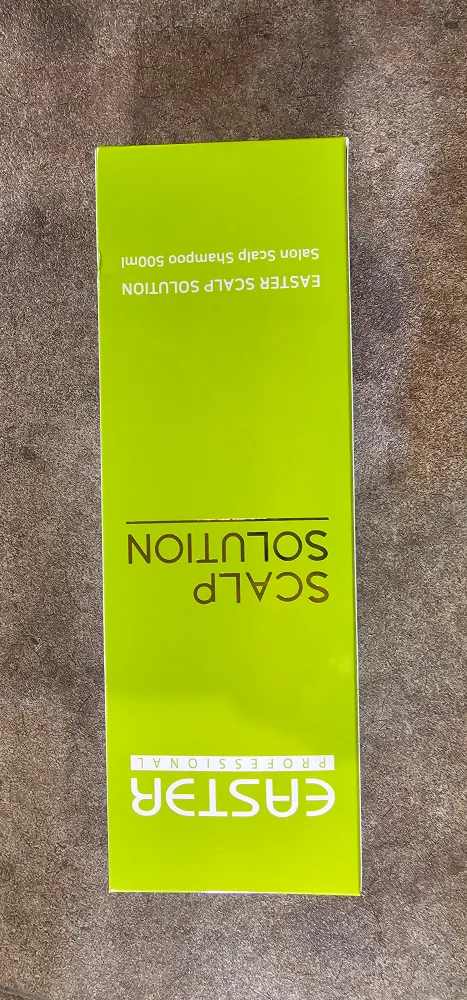 EASTER
PROFESSIONAL
SCALP
SOLUTION
EASTER SCALP SOLUTION
Salon Scalp Shampoo 500ml